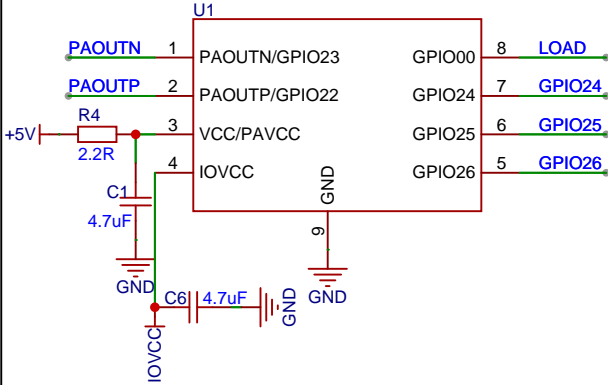 U1
PAOUTN 1 PAOUTN/GPIO23 GPIO00 8 LOAD
PAOUTP 2 PAOUTP/GPIO22 GPIO24 7 GPIO24
R4
+5V 3 VCC/PAVCC GPIO25 6 GPIO25
2.2R
4 IOVCC GPIO26 5 GPIO26
GND
C1
4.7uF
9
GND
GND
C6 4.7uF
GND
IOVCC